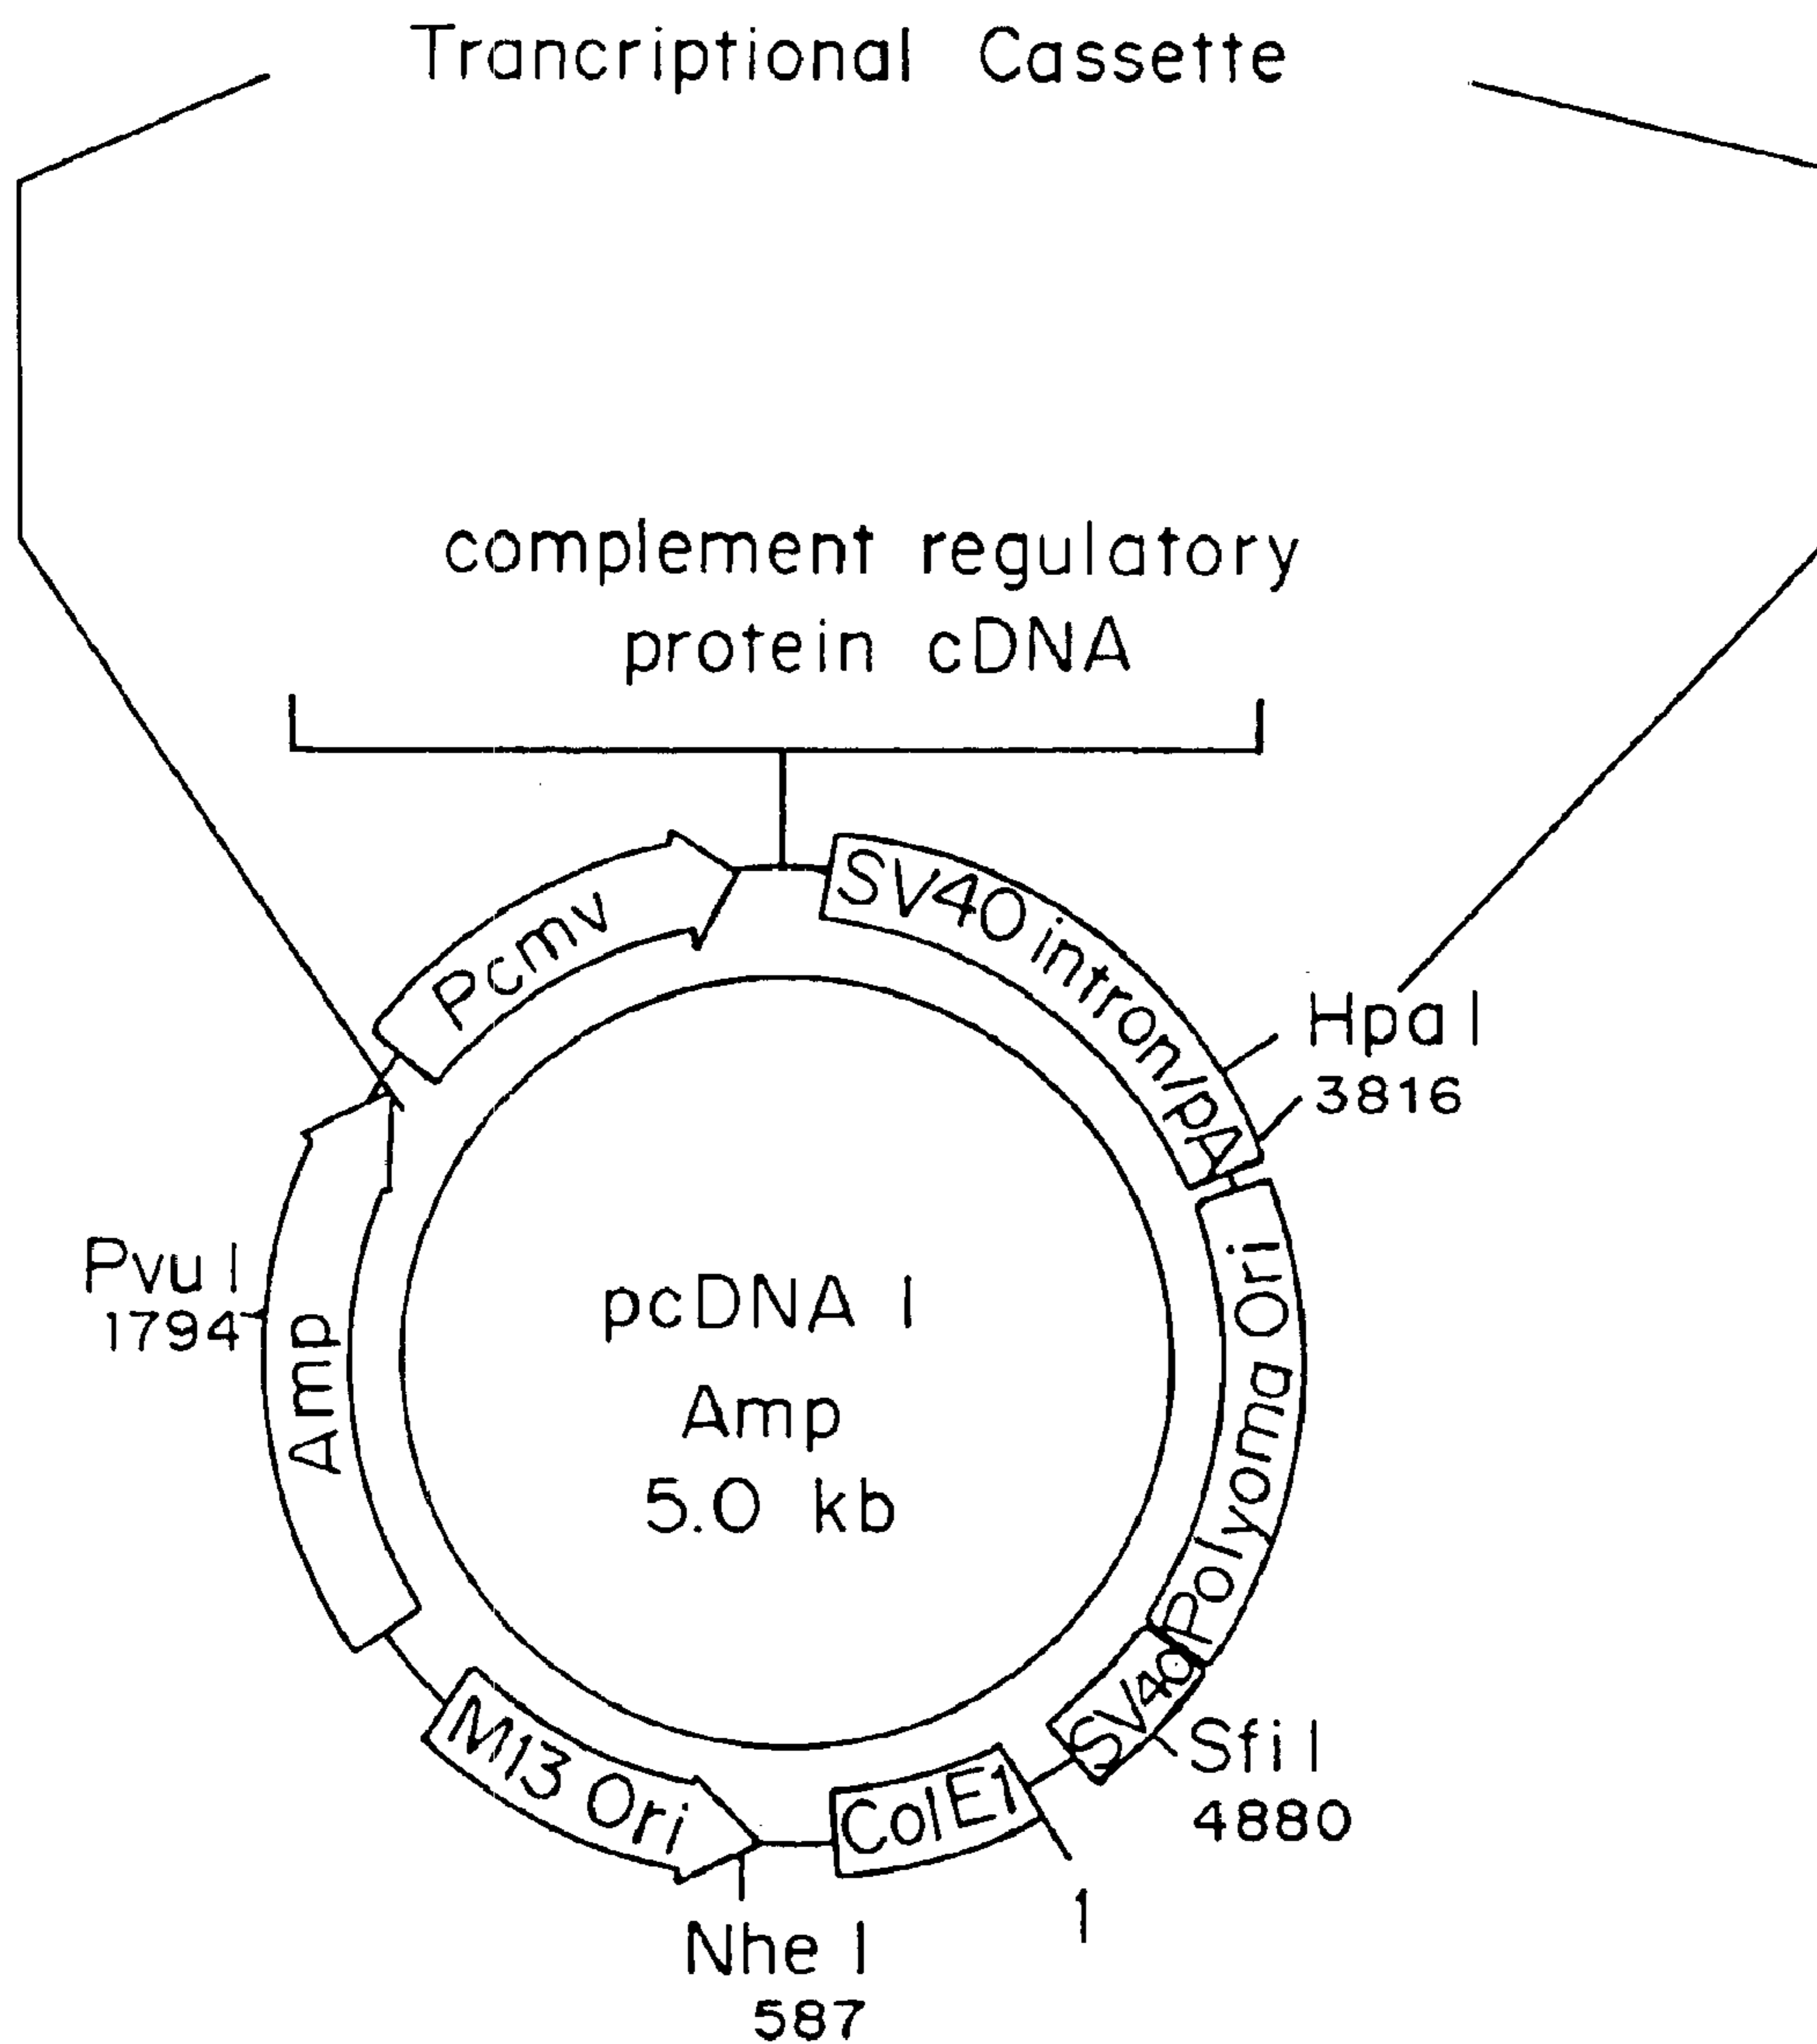 Trancriptional Cassette
complement regulatory
protein cDNA
Pcmv
SV40 intron/pA
Hpa I
3816
Pvu I
1794
Amp
pcDNA I
Amp
5.0 kb
Polyoma Ori
SV40
Sfi I
4880
M13 Ori
ColE1
1
Nhe I
587